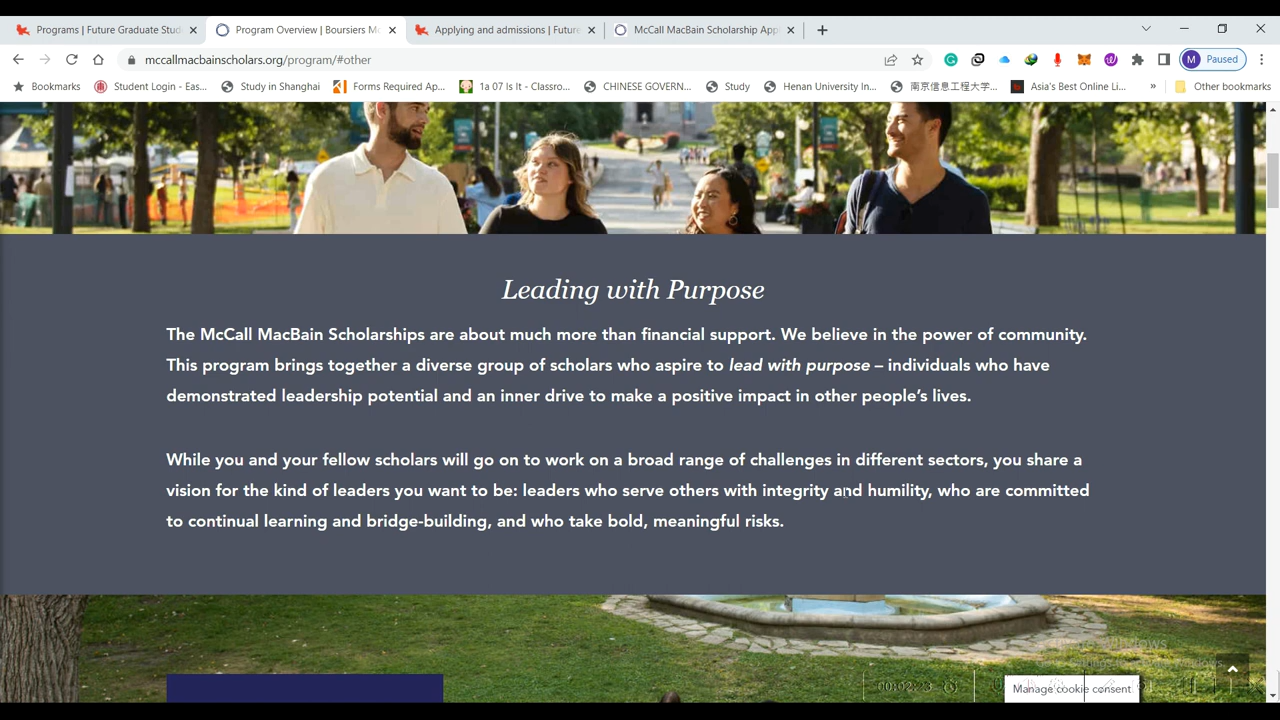 Programs | Future Graduate Stud
Program Overview | Boursiers Mc
Applying and admissions | Future
McCall MacBain Scholarship App
mccallmacbainscholars.org/program/#other
M Paused
Bookmarks
Student Login - Eas...
Study in Shanghai
Forms Required Ap...
1a 07 Is It - Classro...
CHINESE GOVERN...
Study
Henan University In...
南京信息工程大学...
Asia's Best Online Li...
»
Other bookmarks
Leading with Purpose
The McCall MacBain Scholarships are about much more than financial support. We believe in the power of community.
This program brings together a diverse group of scholars who aspire to lead with purpose – individuals who have
demonstrated leadership potential and an inner drive to make a positive impact in other people’s lives.
While you and your fellow scholars will go on to work on a broad range of challenges in different sectors, you share a
vision for the kind of leaders you want to be: leaders who serve others with integrity and humility, who are committed
to continual learning and bridge-building, and who take bold, meaningful risks.
00:02:23
Manage cookie consent